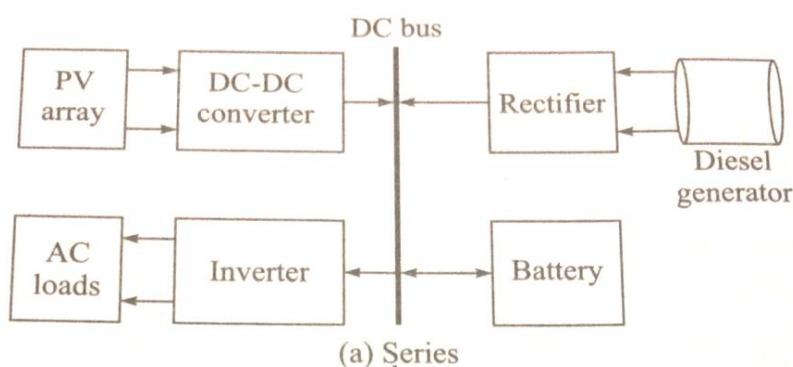 DC bus
PV
array
DC-DC
converter
Rectifier
Diesel
generator
AC
loads
Inverter
Battery
(a) Series